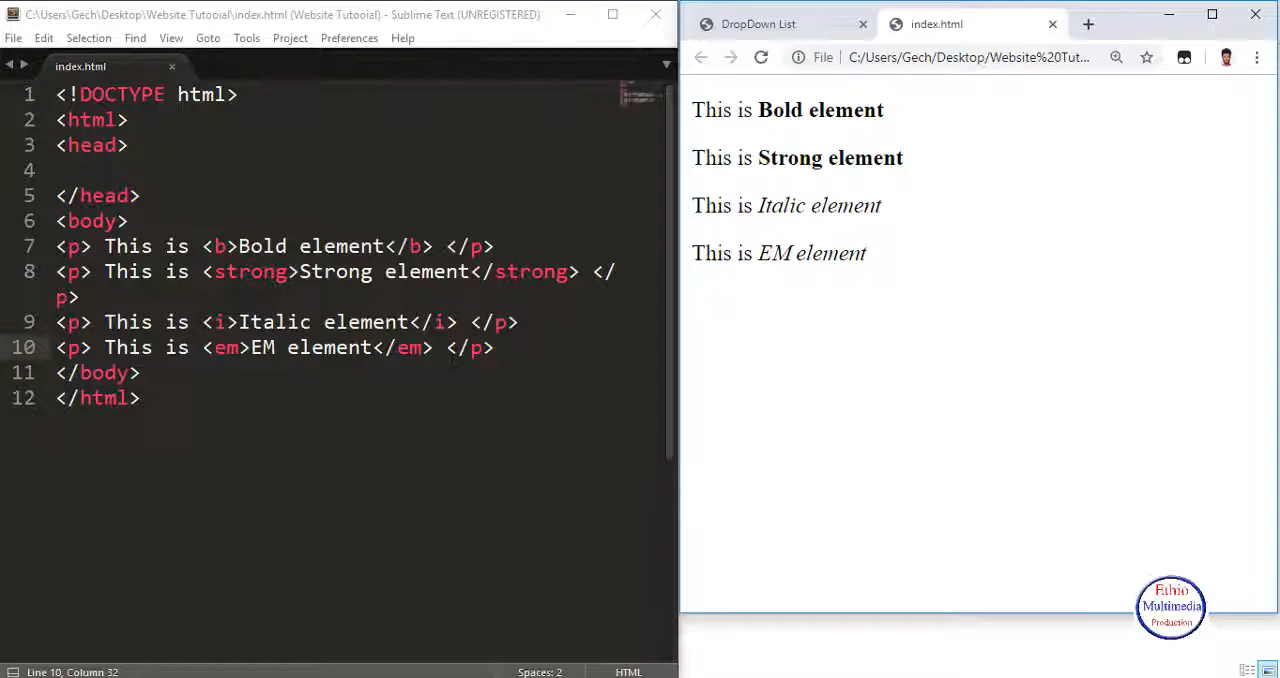 C:\Users\Gech\Desktop\Website Tutooial\index.html (Website Tutooial) - Sublime Text (UNREGISTERED)
File Edit Selection Find View Goto Tools Project Preferences Help
index.html
1 <!DOCTYPE html>
2 <html>
3 <head>
4
5 </head>
6 <body>
7 <p> This is <b>Bold element</b> </p>
8 <p> This is <strong>Strong element</strong> </
p>
9 <p> This is <i>Italic element</i> </p>
10 <p> This is <em>EM element</em> </p>
11 </body>
12 </html>
Line 10, Column 32 Spaces: 2 HTML
DropDown List index.html
File C:/Users/Gech/Desktop/Website%20Tut...
This is Bold element
This is Strong element
This is Italic element
This is EM element
Ethio
Multimedia
Production